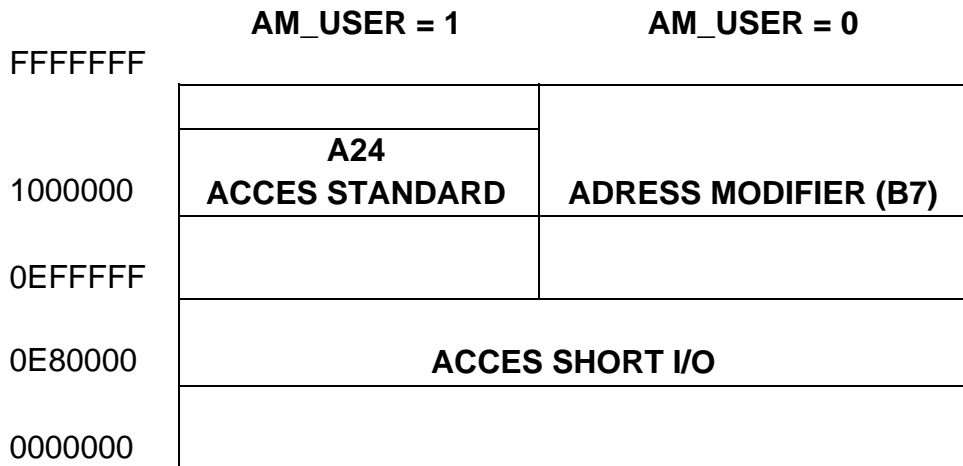 AM_USER = 1 AM_USER = 0
FFFFFFF
A24
1000000 ACCES STANDARD ADRESS MODIFIER (B7)
0EFFFFF
0E80000 ACCES SHORT I/O
0000000